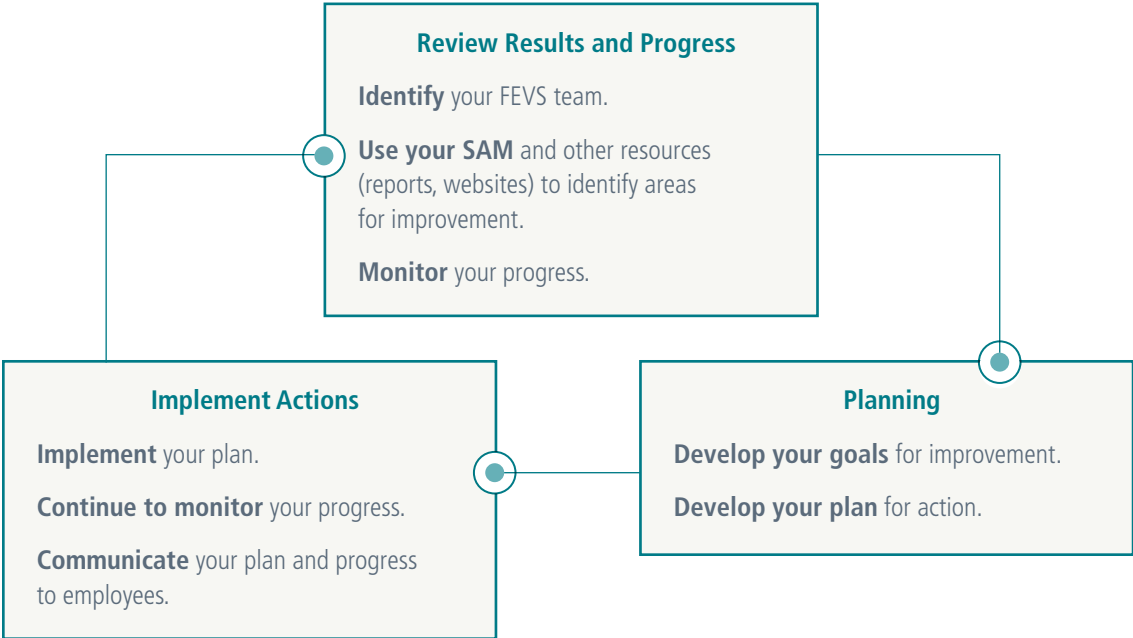 Review Results and Progress
Identify your FEVS team.
Use your SAM and other resources
(reports, websites) to identify areas
for improvement.
Monitor your progress.
Implement Actions
Implement your plan.
Continue to monitor your progress.
Communicate your plan and progress
to employees.
Planning
Develop your goals for improvement.
Develop your plan for action.